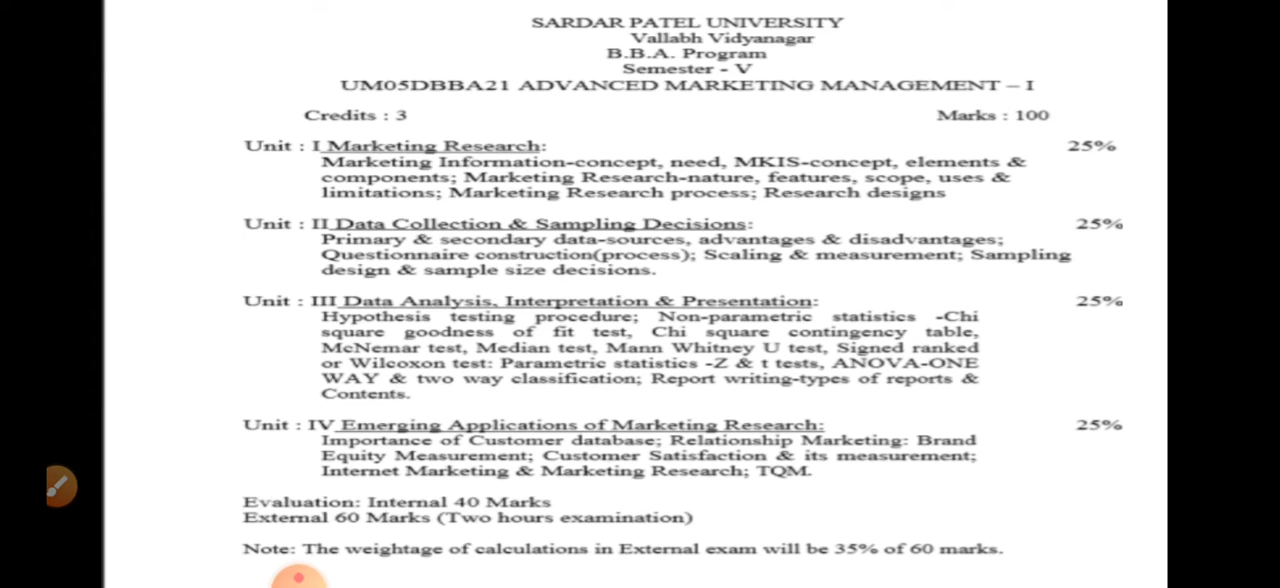 SARDAR PATEL UNIVERSITY
Vallabh Vidyanagar
B.B.A. Program
Semester - V
UM05DBBA21 ADVANCED MARKETING MANAGEMENT – I
Credits : 3 Marks : 100
Unit : I Marketing Research: 25%
Marketing Information-concept, need, MKIS-concept, elements &
components; Marketing Research-nature, features, scope, uses &
limitations; Marketing Research process; Research designs
Unit : II Data Collection & Sampling Decisions: 25%
Primary & secondary data-sources, advantages & disadvantages;
Questionnaire construction(process); Scaling & measurement; Sampling
design & sample size decisions.
Unit : III Data Analysis, Interpretation & Presentation: 25%
Hypothesis testing procedure; Non-parametric statistics -Chi
square goodness of fit test, Chi square contingency table,
McNemar test, Median test, Mann Whitney U test, Signed ranked
or Wilcoxon test: Parametric statistics -Z & t tests, ANOVA-ONE
WAY & two way classification; Report writing-types of reports &
Contents.
Unit : IV Emerging Applications of Marketing Research: 25%
Importance of Customer database; Relationship Marketing: Brand
Equity Measurement; Customer Satisfaction & its measurement;
Internet Marketing & Marketing Research; TQM.
Evaluation: Internal 40 Marks
External 60 Marks (Two hours examination)
Note: The weightage of calculations in External exam will be 35% of 60 marks.